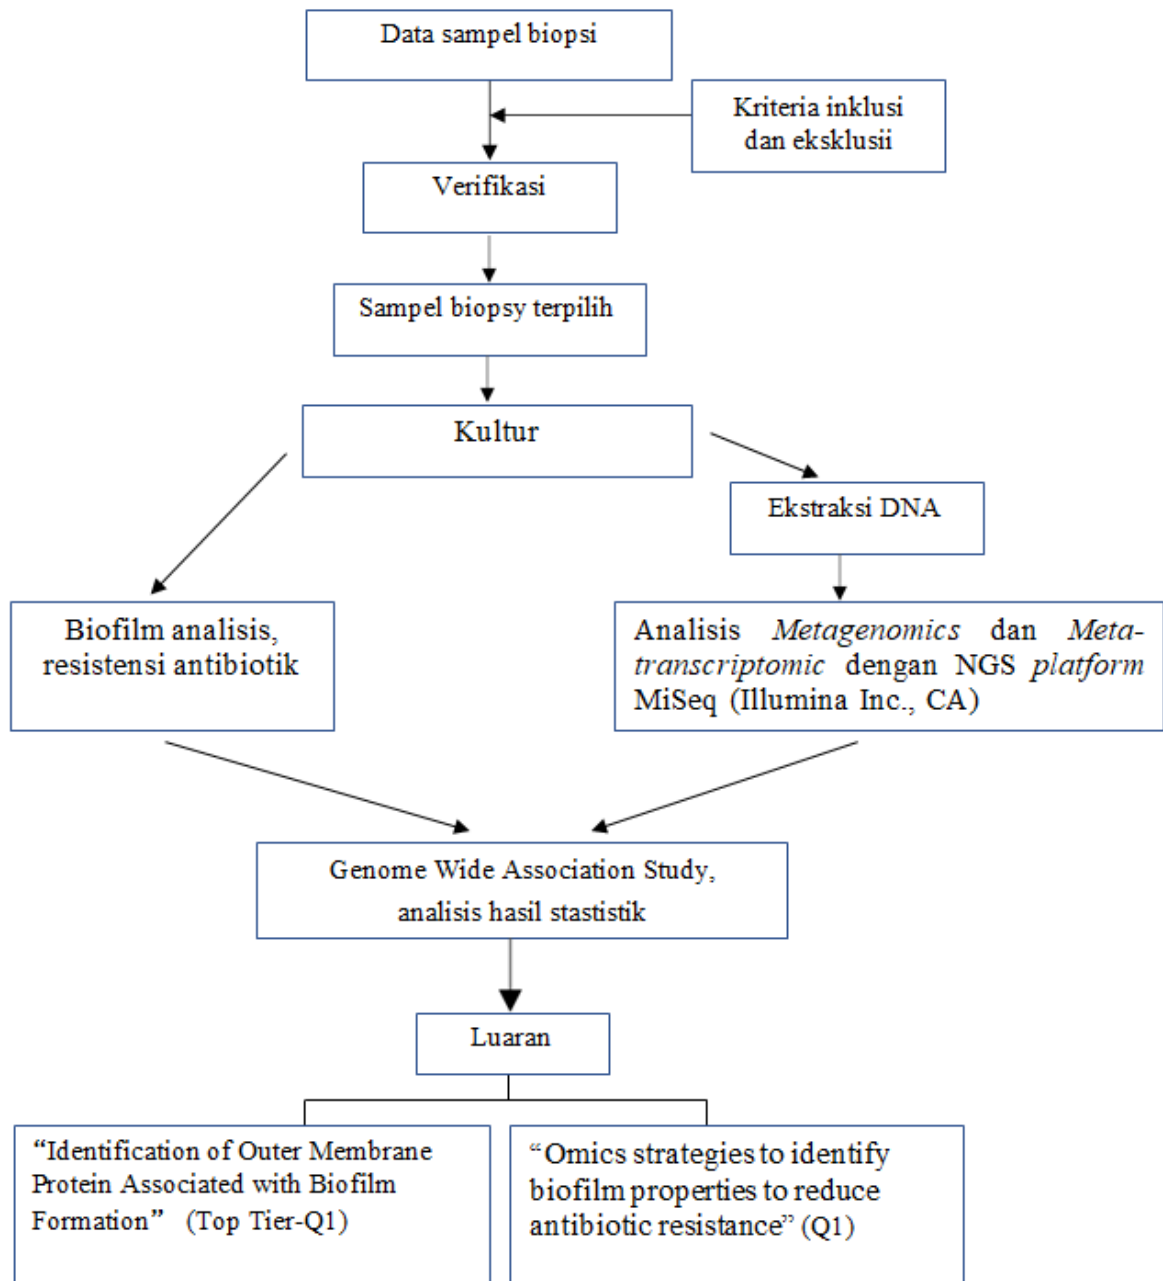 Data sampel biopsi
Kriteria inklusi
dan eksklusii
Verifikasi
Sampel biopsy terpilih
Kultur
Ekstraksi DNA
Biofilm analisis,
resistensi antibiotik
Analisis Metagenomics dan Meta-
transcriptomic dengan NGS platform
MiSeq (Illumina Inc., CA)
Genome Wide Association Study,
analisis hasil stastistik
Luaran
“Identification of Outer Membrane
Protein Associated with Biofilm
Formation” (Top Tier-Q1)
“Omics strategies to identify
biofilm properties to reduce
antibiotic resistance” (Q1)